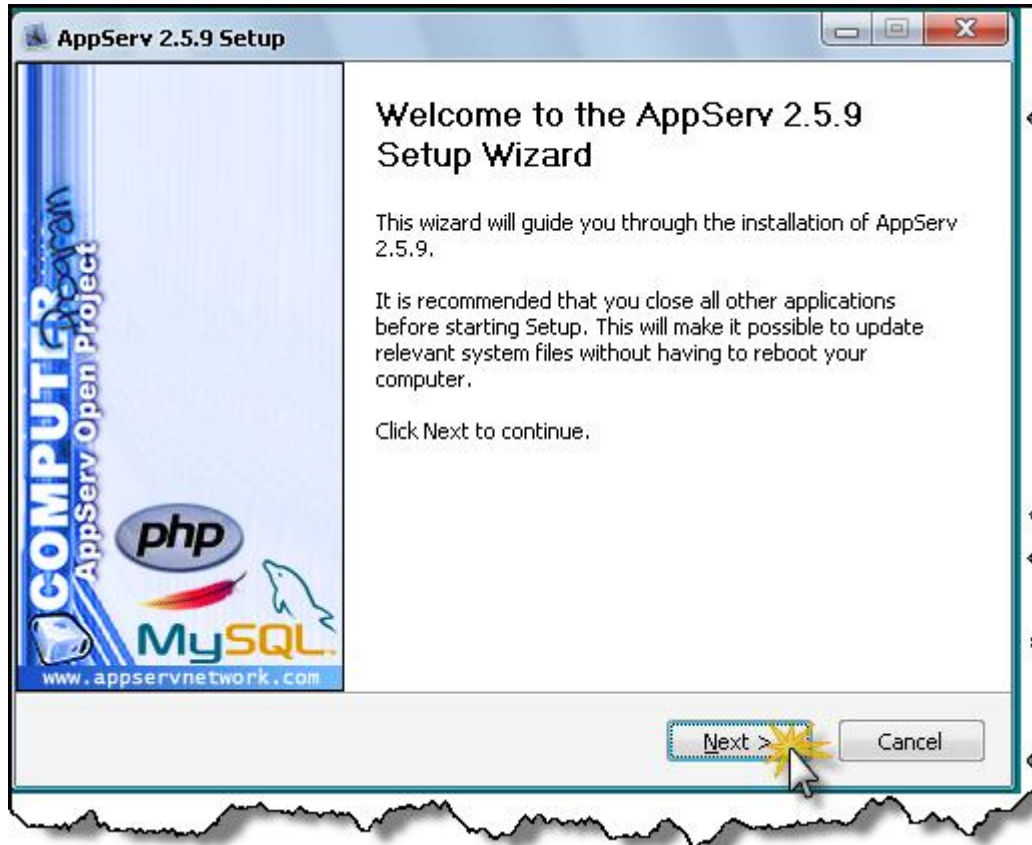 AppServ 2.5.9 Setup
Welcome to the AppServ 2.5.9
Setup Wizard
This wizard will guide you through the installation of AppServ
2.5.9.
It is recommended that you close all other applications
before starting Setup. This will make it possible to update
relevant system files without having to reboot your
computer.
Click Next to continue.
COMPUTER
Program
AppServ Open Project
php
MySQL
www.appservnetwork.com
Next >
Cancel